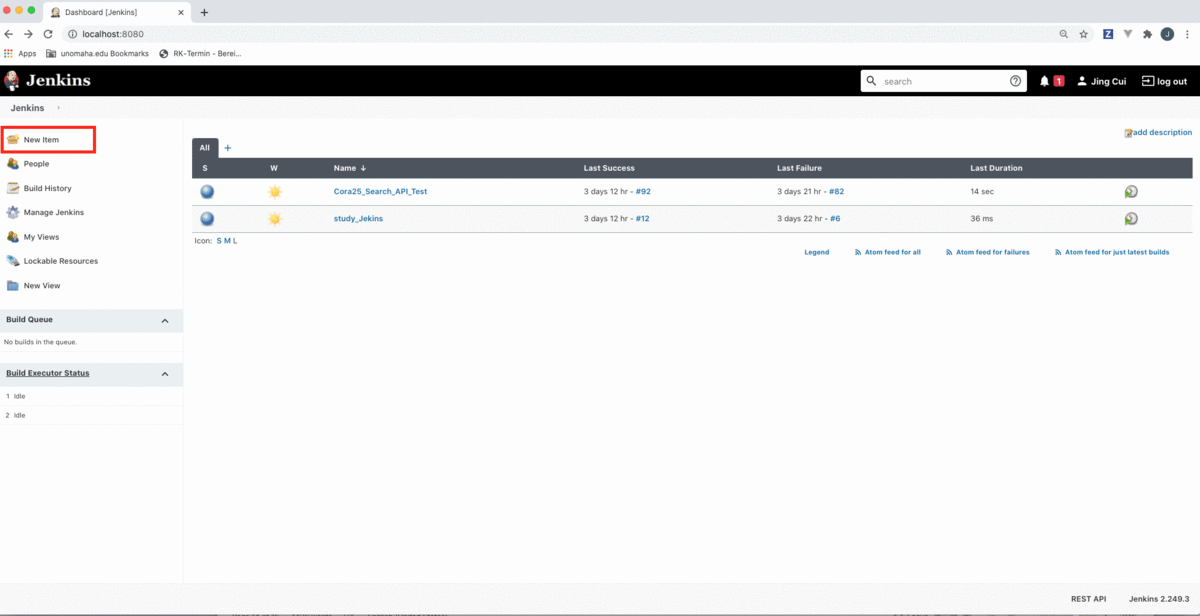 Dashboard [Jenkins]
localhost:8080
Apps unomaha.edu Bookmarks RK-Termin - Berei...
Jenkins search 1 Jing Cui log out
Jenkins
add description
New Item
People
Build History
Manage Jenkins
My Views
Lockable Resources
New View
Build Queue
No builds in the queue.
Build Executor Status
1 Idle
2 Idle
All +
S W Name ↓ Last Success Last Failure Last Duration
Cora25_Search_API_Test 3 days 12 hr - #92 3 days 21 hr - #82 14 sec
study_Jekins 3 days 12 hr - #12 3 days 22 hr - #6 36 ms
Icon: S M L
Legend Atom feed for all Atom feed for failures Atom feed for just latest builds
REST API Jenkins 2.249.3